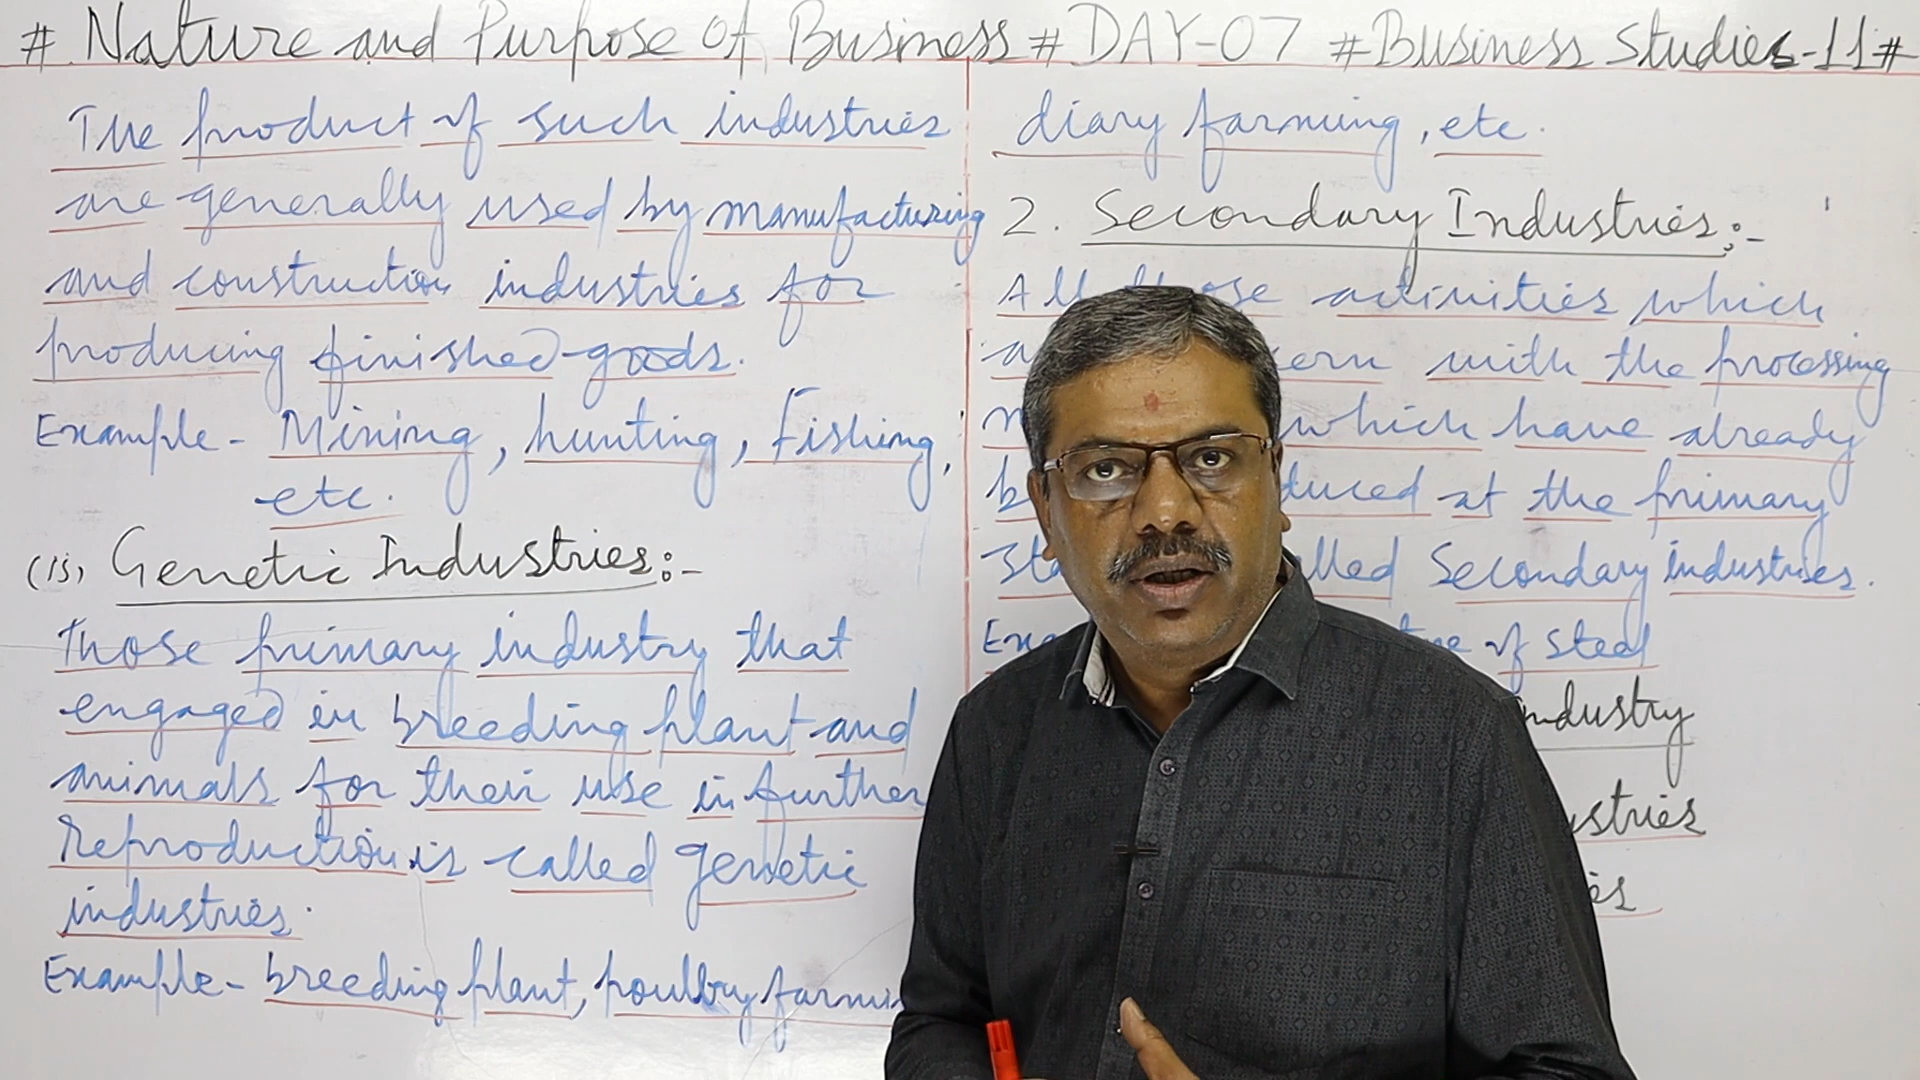 # Nature and Purpose of Business # DAY-07 # Business Studies-11 #
The product of such industries
are generally used by manufacturing
and construction industries for
producing finished goods.
Example - Mining, hunting, Fishing,
etc.
(ii) Genetic Industries:-
Those primary industry that
engaged in breeding plant and
animals for their use in further
reproduction is called genetic
industries.
Example - breeding plant, poultry
diary farming, etc.
2. Secondary Industries:-
All those activities which
with the processing
which have already
at the primary
Secondary industries.
of steal